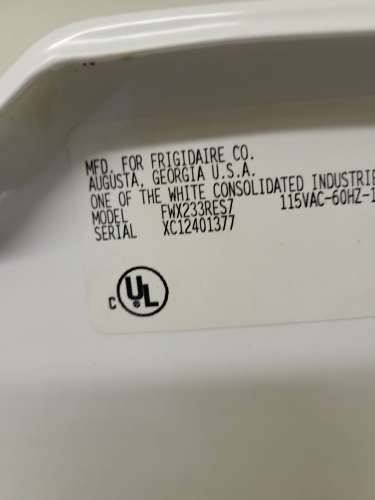 MFD. FOR FRIGIDAIRE CO.
AUGUSTA, GEORGIA U.S.A.
ONE OF THE WHITE CONSOLIDATED INDUSTRIE
MODEL FWX233RES7 115VAC-60HZ-1
SERIAL XC12401377
C UL ®